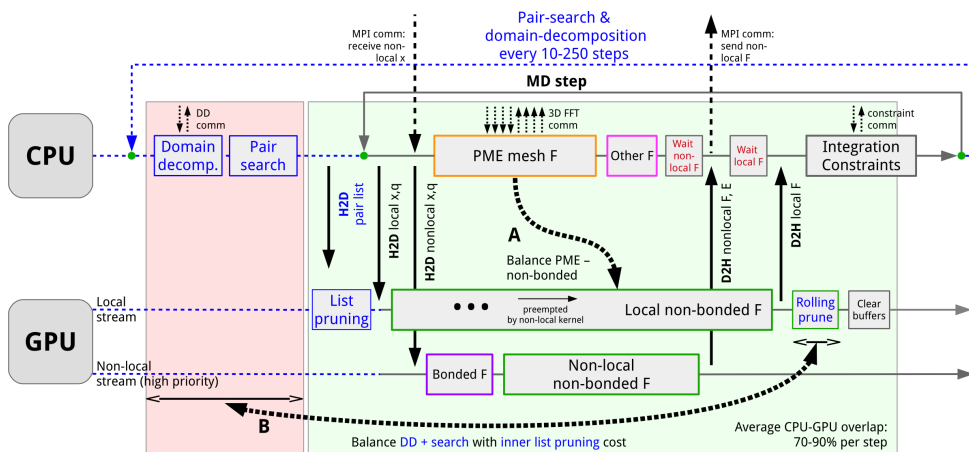 Pair-search &
domain-decomposition
every 10-250 steps
MPI comm:
receive non-
local x
MPI comm:
send non-
local F
MD step
DD
comm
3D FFT
comm
constraint
comm
CPU
Domain
decomp.
Pair
search
PME mesh F
Other F
Wait
non-
local F
Wait
local F
Integration
Constraints
H2D
pair list
H2D local x,q
H2D nonlocal x,q
A
Balance PME –
non-bonded
D2H nonlocal F, E
D2H local F
GPU
Local
stream
List
pruning
•••
preempted
by non-local kernel
Local non-bonded F
Rolling
prune
Clear
buffers
Non-local
stream (high priority)
Bonded F
Non-local
non-bonded F
B
Balance DD + search with inner list pruning cost
Average CPU-GPU overlap:
70-90% per step